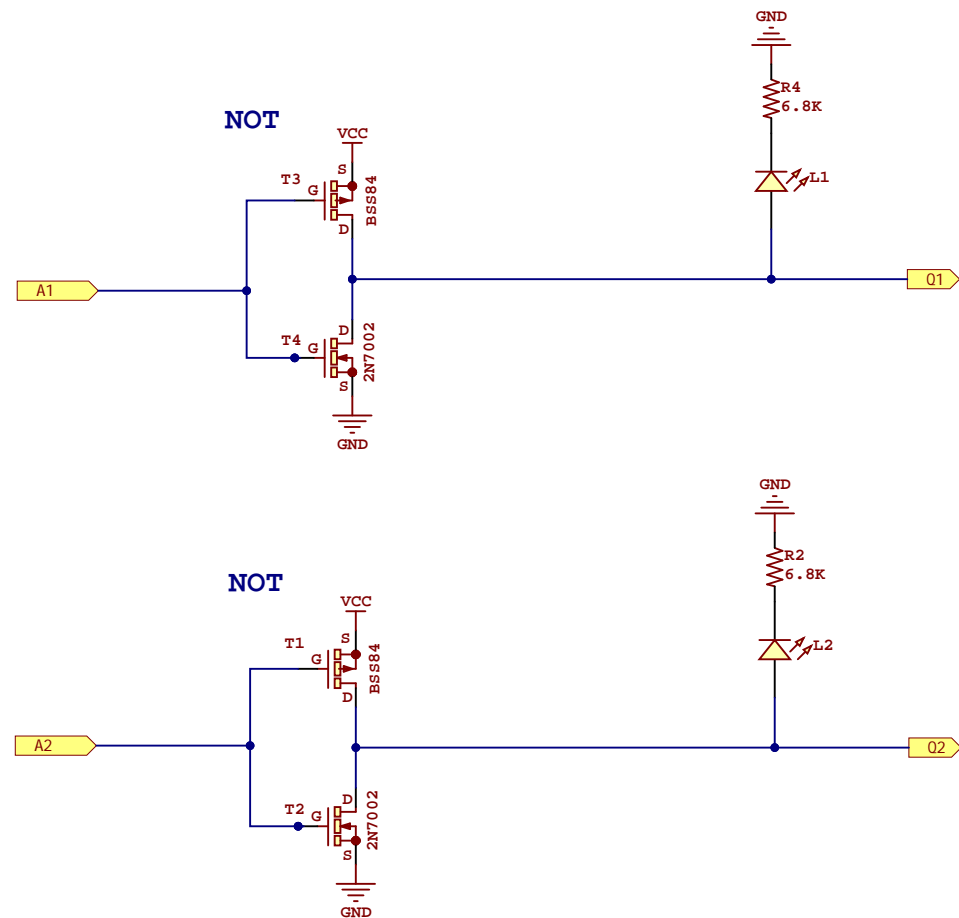 GND
R4
6.8K
NOT
VCC
S
T3
G
BSS84
D
L1
A1
Q1
D
T4
G
2N7002
S
GND
GND
R2
6.8K
NOT
VCC
S
T1
G
BSS84
D
L2
A2
Q2
D
T2
G
2N7002
S
GND